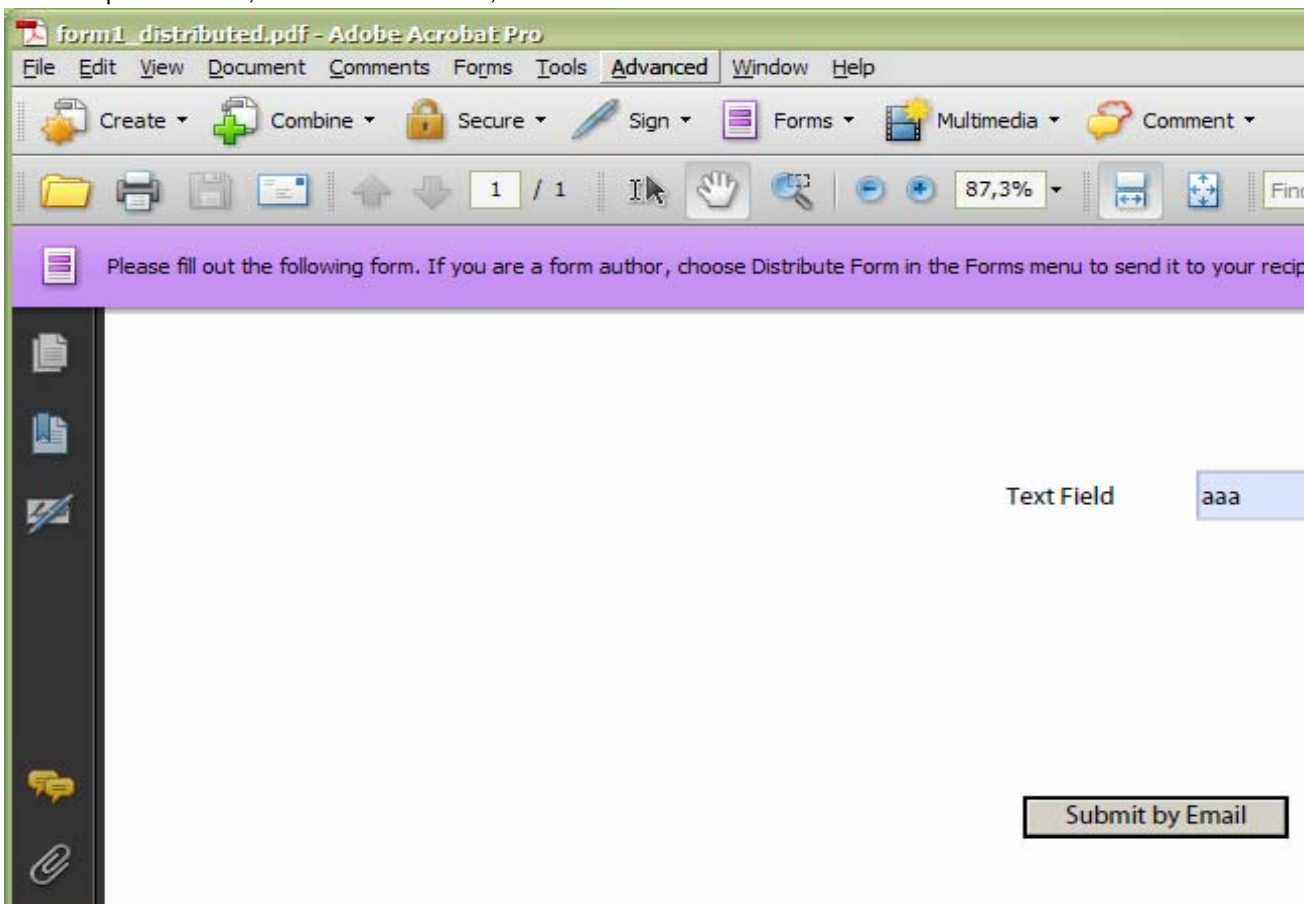 form1_distributed.pdf - Adobe Acrobat Pro
File Edit View Document Comments Forms Tools Advanced Window Help
Create Combine Secure Sign Forms Multimedia Comment
1 / 1 87,3% Find
Please fill out the following form. If you are a form author, choose Distribute Form in the Forms menu to send it to your recip
Text Field aaa
Submit by Email